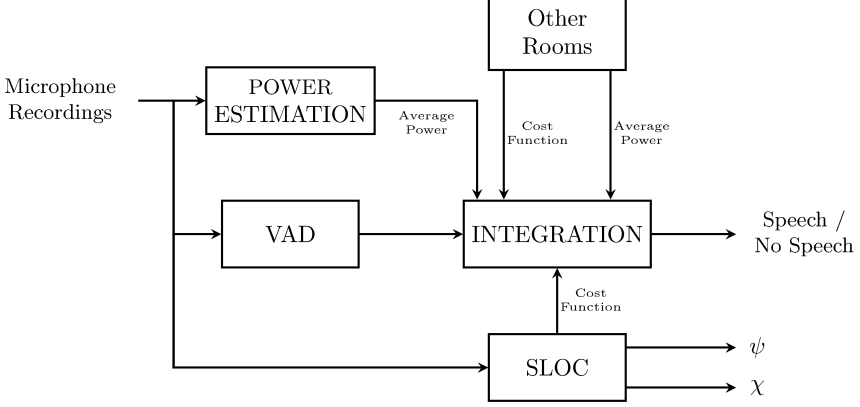 Other
Rooms
Microphone
Recordings
POWER
ESTIMATION
Average
Power
Cost
Function
Average
Power
VAD
INTEGRATION
Speech /
No Speech
Cost
Function
SLOC
ψ
χ